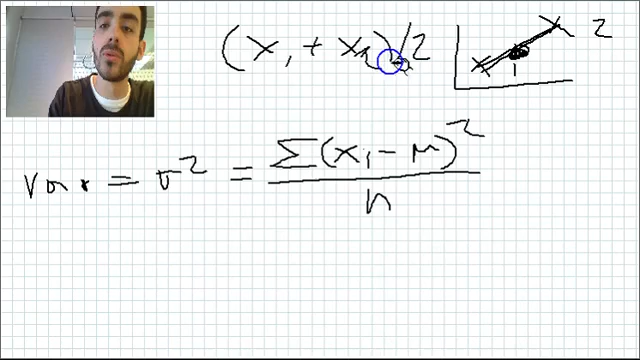 (x₁ + x₂)/2
2
1
var = σ² = Σ(xᵢ - μ)² / n